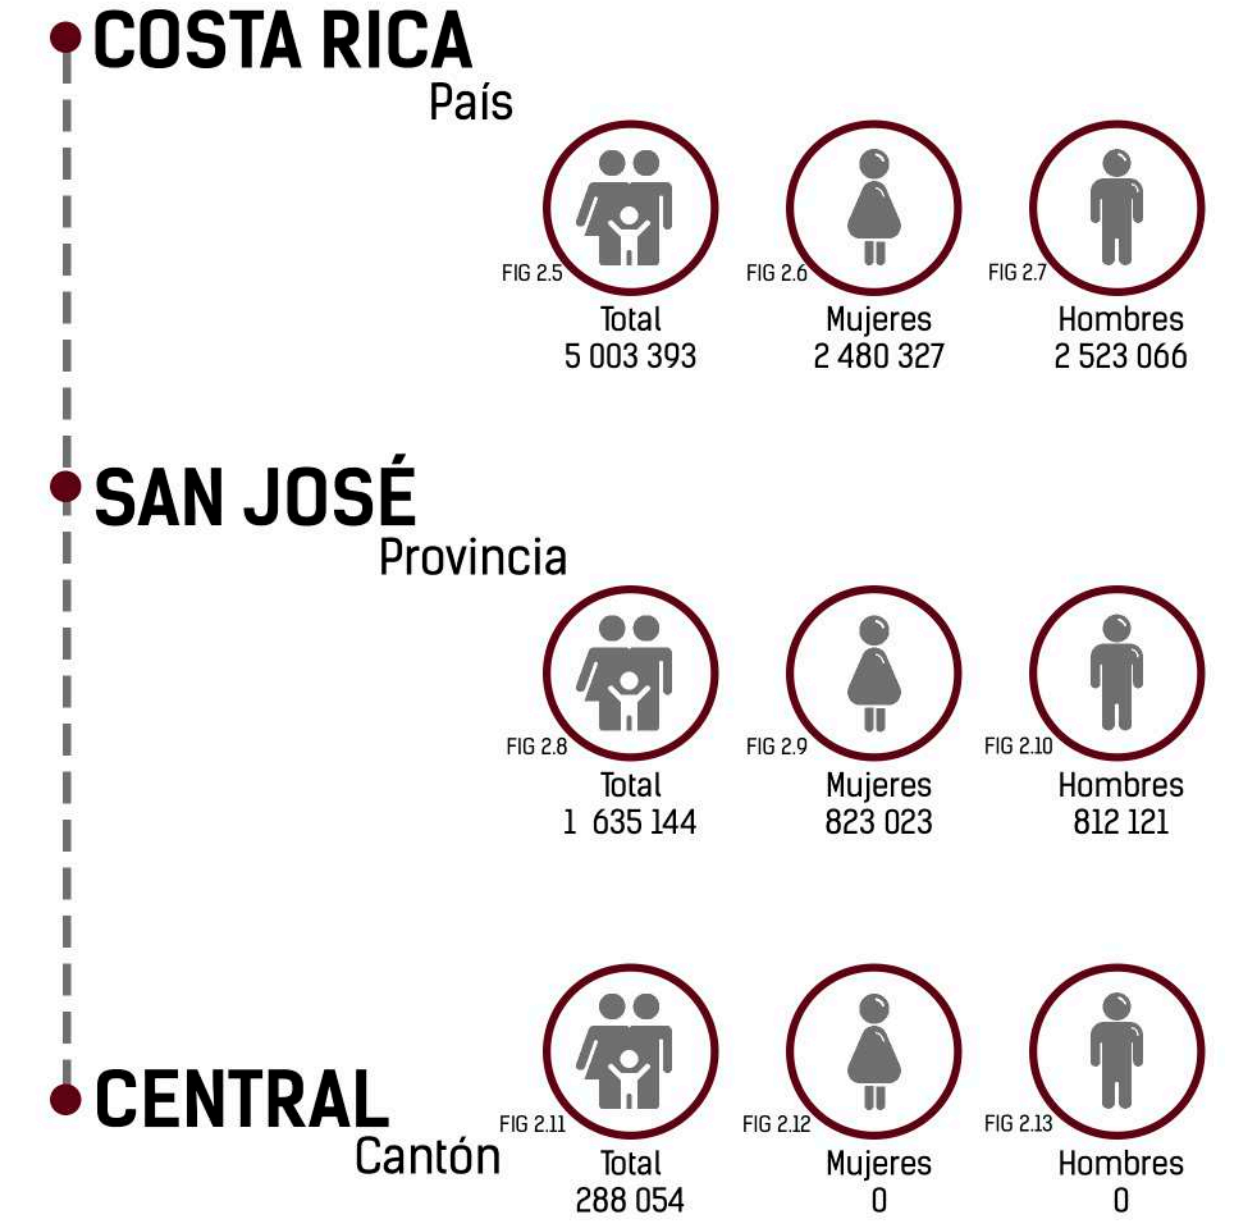 COSTA RICA
País
FIG 2.5
FIG 2.6
FIG 2.7
Total
Mujeres
Hombres
5 003 393
2 480 327
2 523 066
SAN JOSÉ
Provincia
FIG 2.8
FIG 2.9
FIG 2.10
Total
Mujeres
Hombres
1 635 144
823 023
812 121
CENTRAL
Cantón
FIG 2.11
FIG 2.12
FIG 2.13
Total
Mujeres
Hombres
288 054
0
0